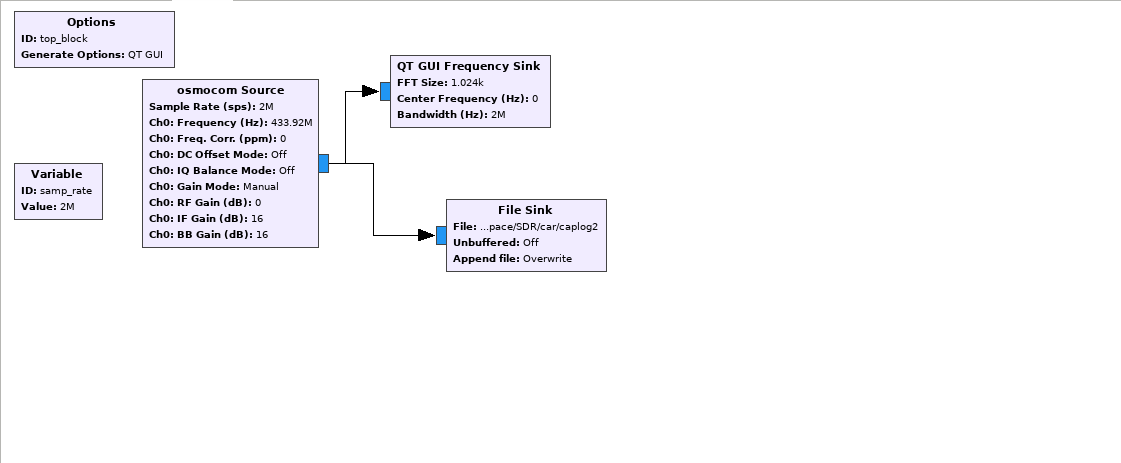 Options
ID: top_block
Generate Options: QT GUI
osmocom Source
Sample Rate (sps): 2M
Ch0: Frequency (Hz): 433.92M
Ch0: Freq. Corr. (ppm): 0
Ch0: DC Offset Mode: Off
Ch0: IQ Balance Mode: Off
Ch0: Gain Mode: Manual
Ch0: RF Gain (dB): 0
Ch0: IF Gain (dB): 16
Ch0: BB Gain (dB): 16
QT GUI Frequency Sink
FFT Size: 1.024k
Center Frequency (Hz): 0
Bandwidth (Hz): 2M
Variable
ID: samp_rate
Value: 2M
File Sink
File: ...pace/SDR/car/caplog2
Unbuffered: Off
Append file: Overwrite